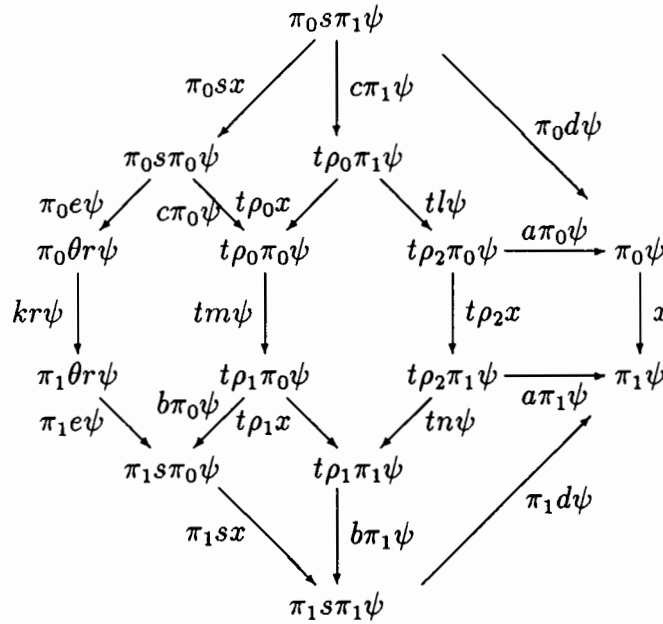 π₀sπ₁ψ
π₀sx cπ₁ψ
π₀dψ
π₀sπ₀ψ tρ₀π₁ψ
π₀eψ cπ₀ψ tρ₀x tlψ
π₀θrψ tρ₀π₀ψ tρ₂π₀ψ aπ₀ψ π₀ψ
krψ tmψ tρ₂x x
π₁θrψ tρ₁π₀ψ tρ₂π₁ψ aπ₁ψ π₁ψ
π₁eψ bπ₀ψ tρ₁x tnψ
π₁sπ₀ψ tρ₁π₁ψ
π₁dψ
π₁sx bπ₁ψ
π₁sπ₁ψ